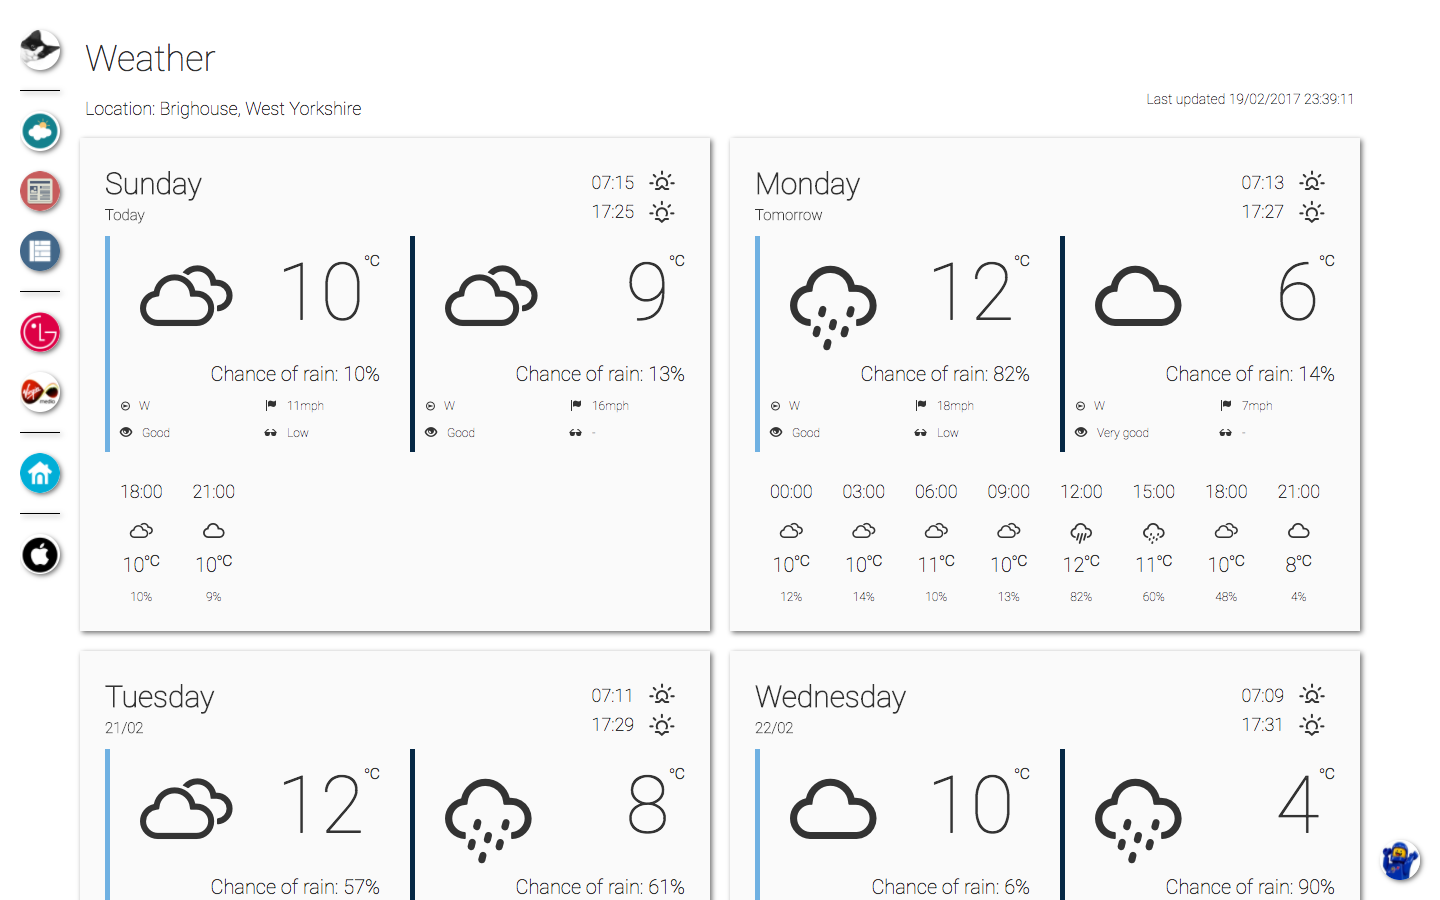 Weather
Location: Brighouse, West Yorkshire
Last updated 19/02/2017 23:39:11
Sunday
Today
07:15
17:25
10 °C
Chance of rain: 10%
W 11mph
Good Low
9 °C
Chance of rain: 13%
W 16mph
Good -
18:00 21:00
10°C 10°C
10% 9%
Monday
Tomorrow
07:13
17:27
12 °C
Chance of rain: 82%
W 18mph
Good Low
6 °C
Chance of rain: 14%
W 7mph
Very good -
00:00 03:00 06:00 09:00 12:00 15:00 18:00 21:00
10°C 10°C 11°C 10°C 12°C 11°C 10°C 8°C
12% 14% 10% 13% 82% 60% 48% 4%
Tuesday
21/02
07:11
17:29
12 °C
Chance of rain: 57%
8 °C
Chance of rain: 61%
Wednesday
22/02
07:09
17:31
10 °C
Chance of rain: 6%
4 °C
Chance of rain: 90%
LG
Virgin
media